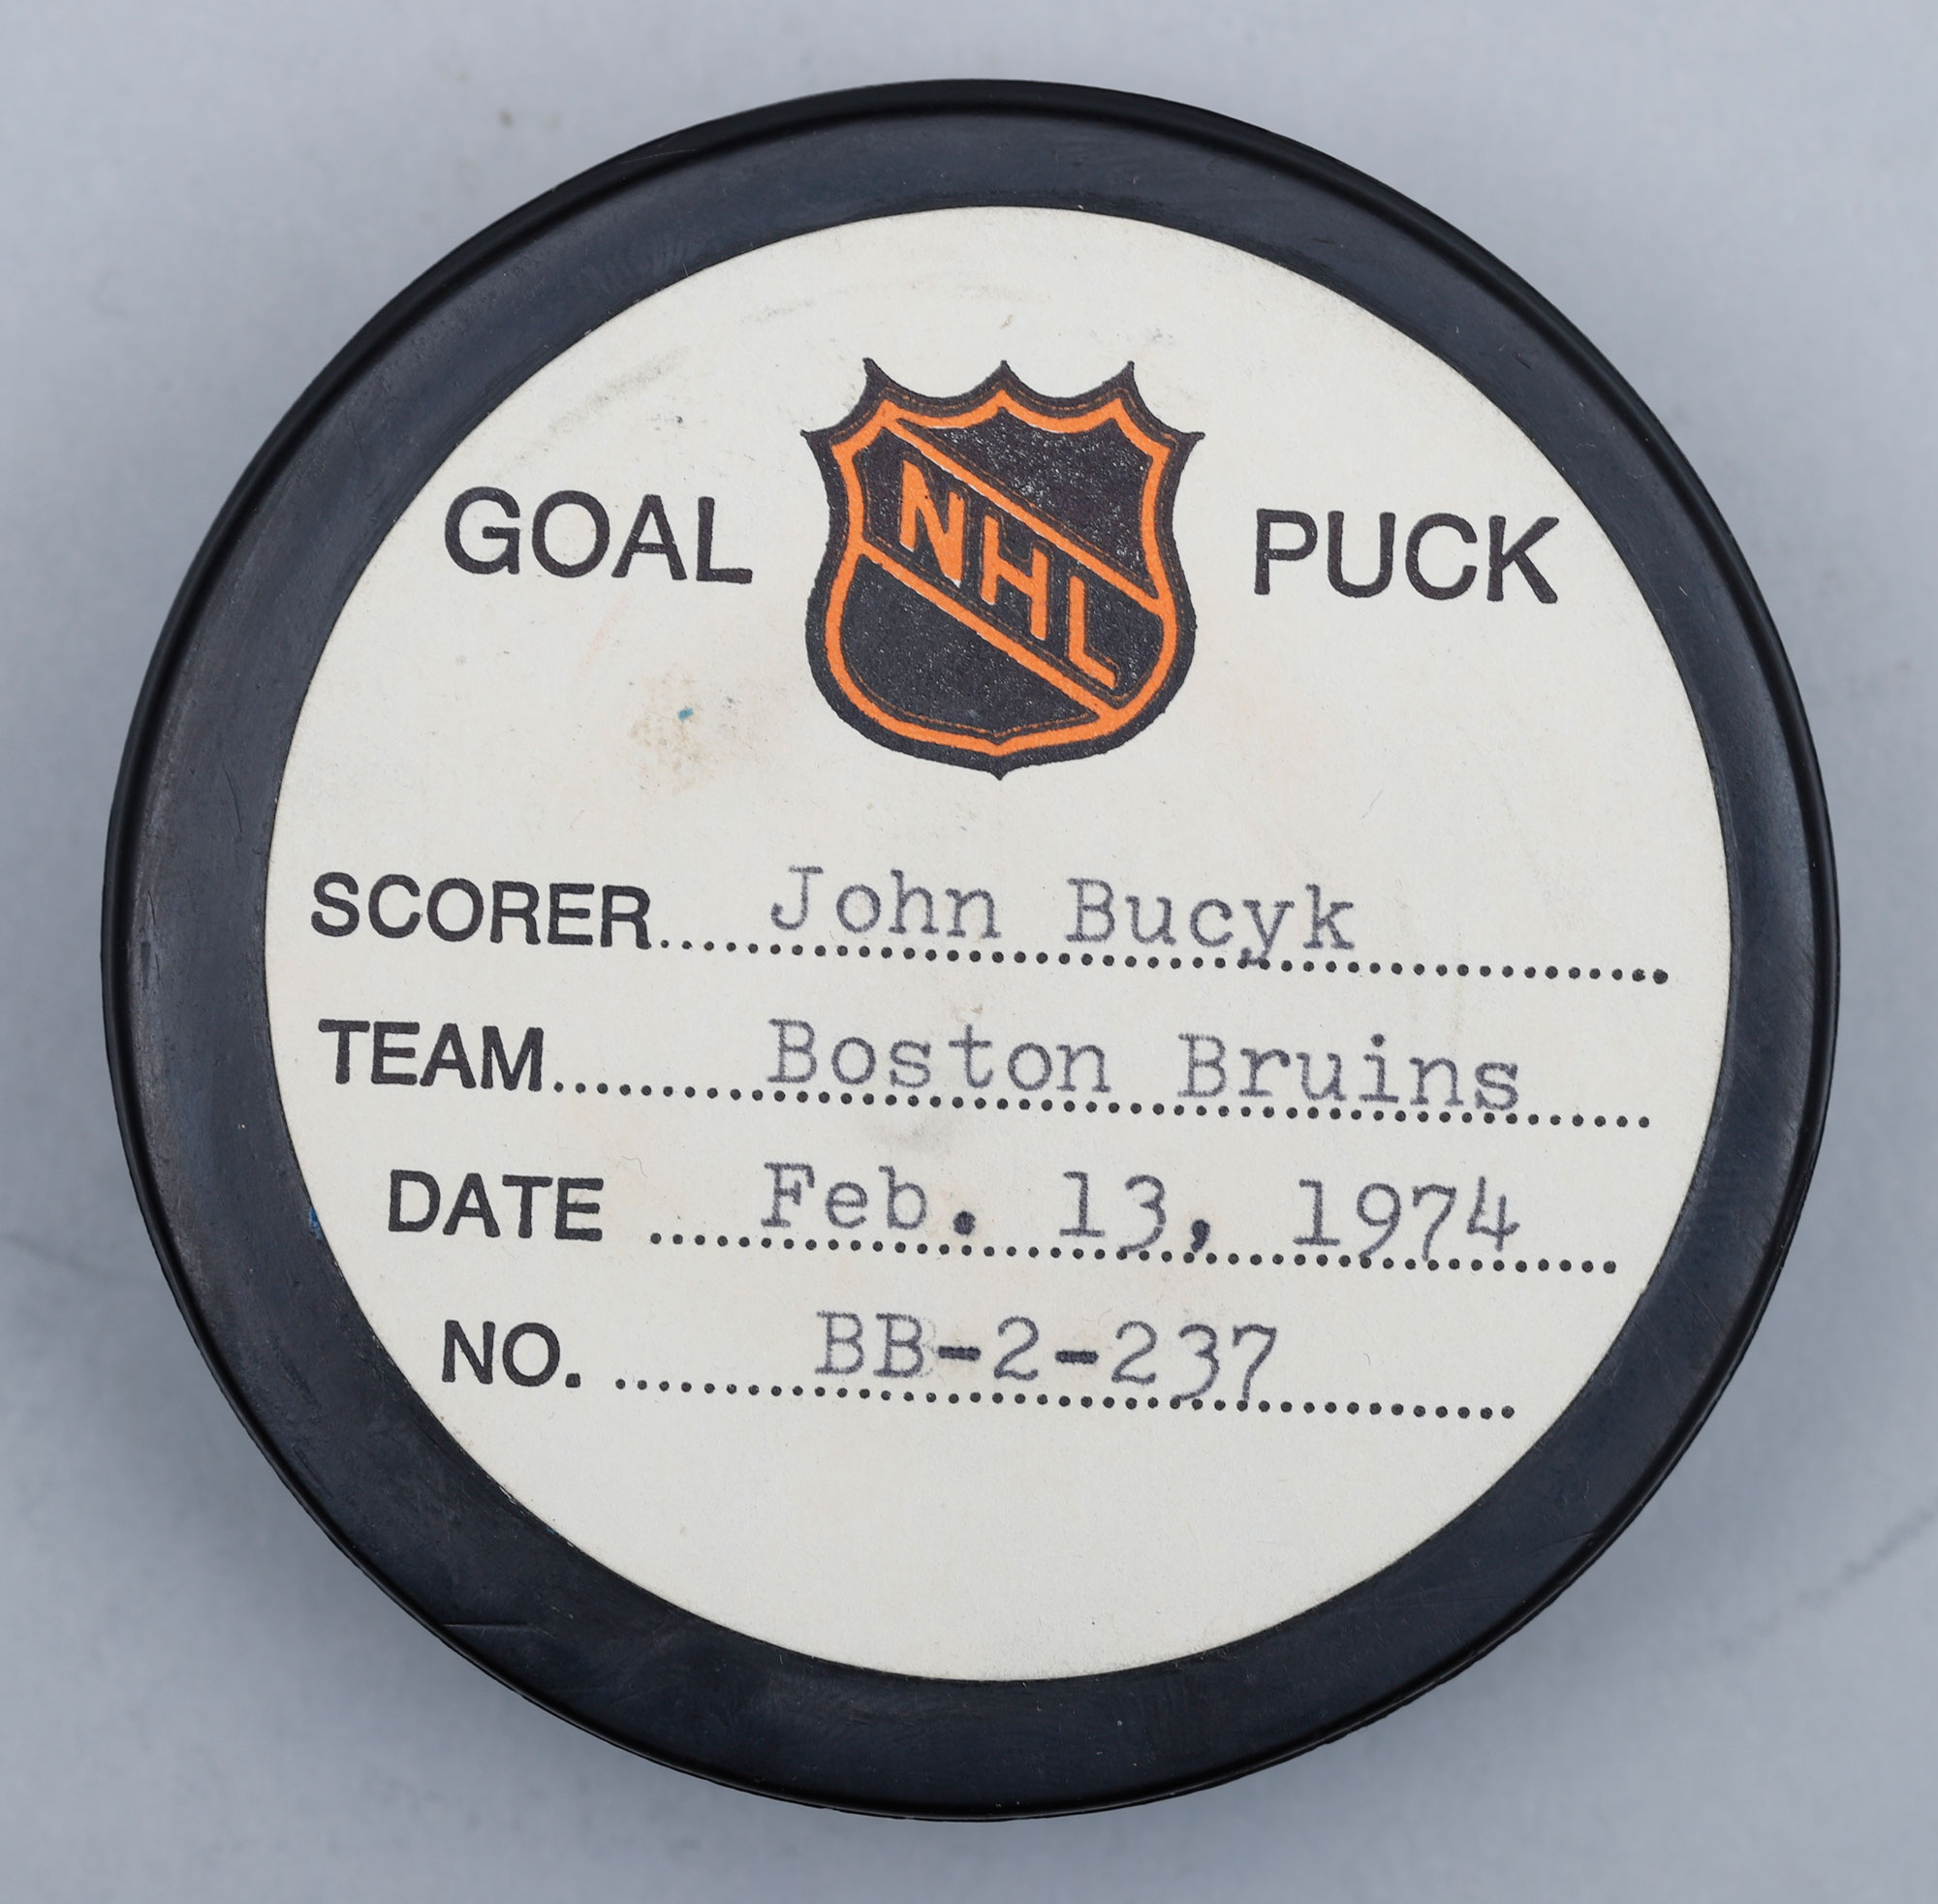 GOAL NHL PUCK
SCORER..... John Bucyk
TEAM..... Boston Bruins
DATE ..... Feb. 13, 1974
NO. ..... BB-2-237